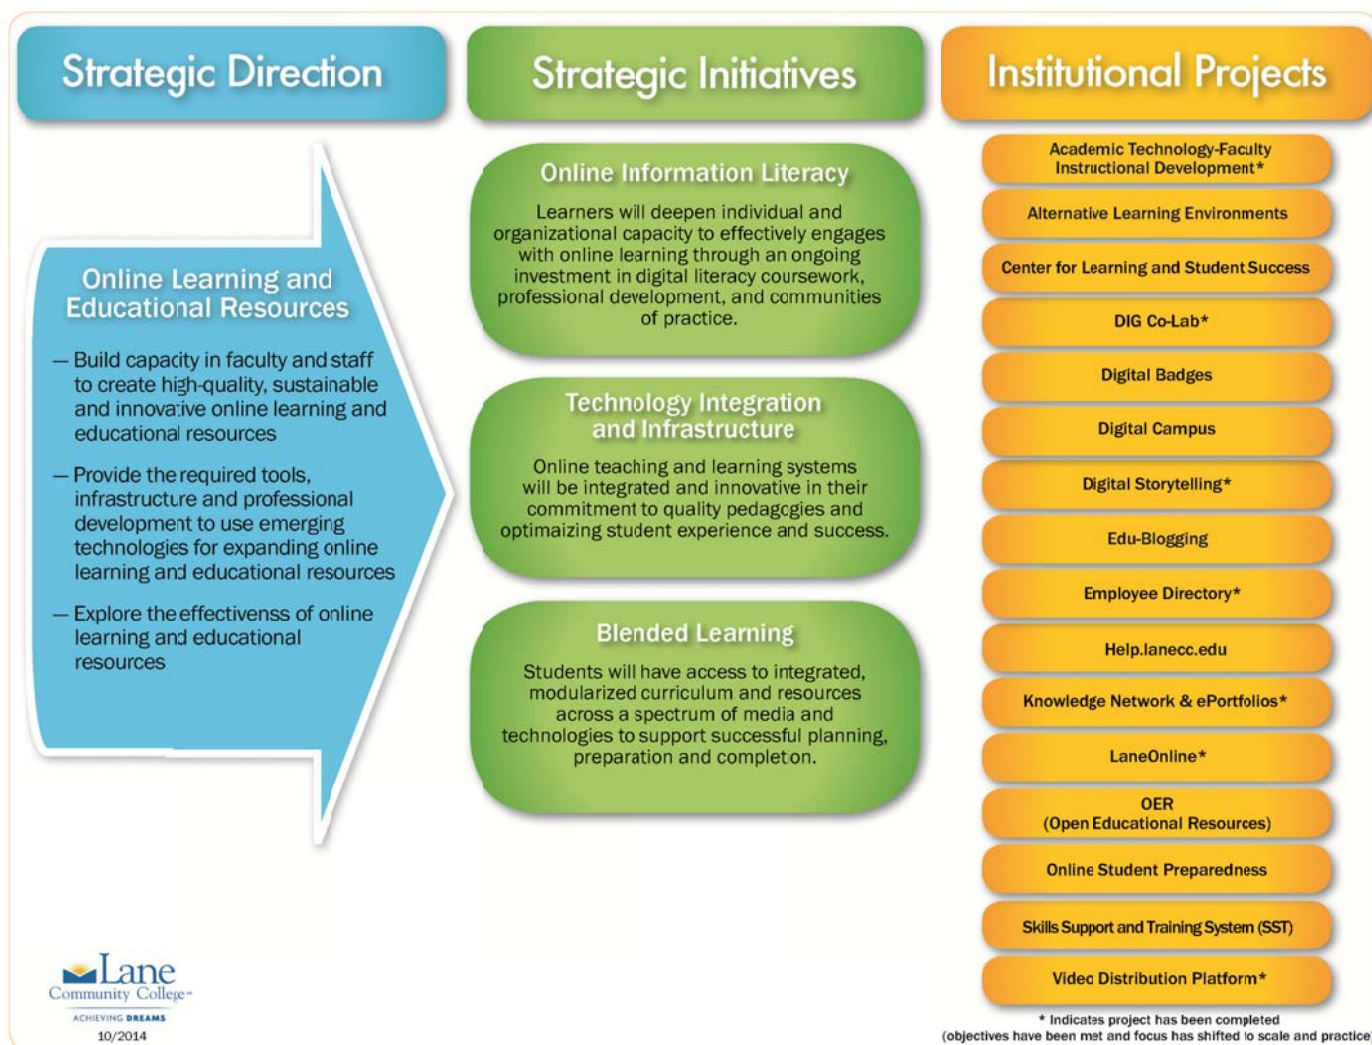 Strategic Direction
Online Learning and
Educational Resources
— Build capacity in faculty and staff
to create high-quality, sustainable
and innovative online learning and
educational resources
— Provide the required tools,
infrastructure and professional
development to use emerging
technologies for expanding online
learning and educational resources
— Explore the effectivenss of online
learning and educational
resources
Strategic Initiatives
Online Information Literacy
Learners will deepen individual and
organizational capacity to effectively engages
with online learning through an ongoing
investment in digital literacy coursework,
professional development, and communities
of practice.
Technology Integration
and Infrastructure
Online teaching and learning systems
will be integrated and innovative in their
commitment to quality pedagogies and
optimaizing student experience and success.
Blended Learning
Students will have access to integrated,
modularized curriculum and resources
across a spectrum of media and
technologies to support successful planning,
preparation and completion.
Institutional Projects
Academic Technology-Faculty
Instructional Development*
Alternative Learning Environments
Center for Learning and Student Success
DIG Co-Lab*
Digital Badges
Digital Campus
Digital Storytelling*
Edu-Blogging
Employee Directory*
Help.lanecc.edu
Knowledge Network & ePortfolios*
LaneOnline*
OER
(Open Educational Resources)
Online Student Preparedness
Skills Support and Training System (SST)
Video Distribution Platform*
* Indicates project has been completed
(objectives have been met and focus has shifted to scale and practice)
Lane
Community College™
ACHIEVING DREAMS
10/2014